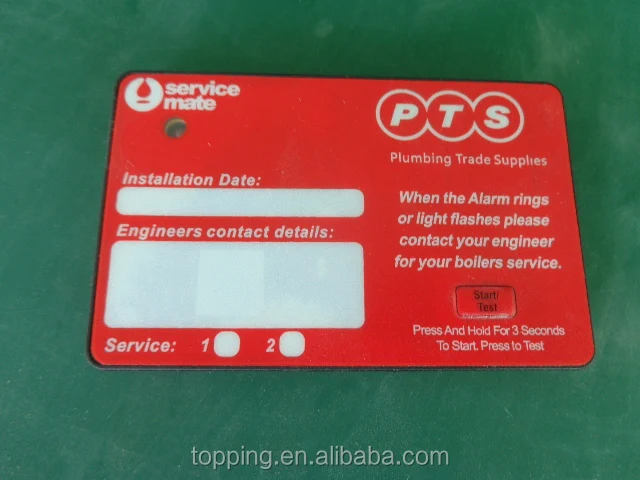 service
mate
PTS
Plumbing Trade Supplies
Installation Date:
Engineers contact details:
Service: 1 2
When the Alarm rings
or light flashes please
contact your engineer
for your boilers service.
Start/
Test
Press And Hold For 3 Seconds
To Start. Press to Test
topping.en.alibaba.com